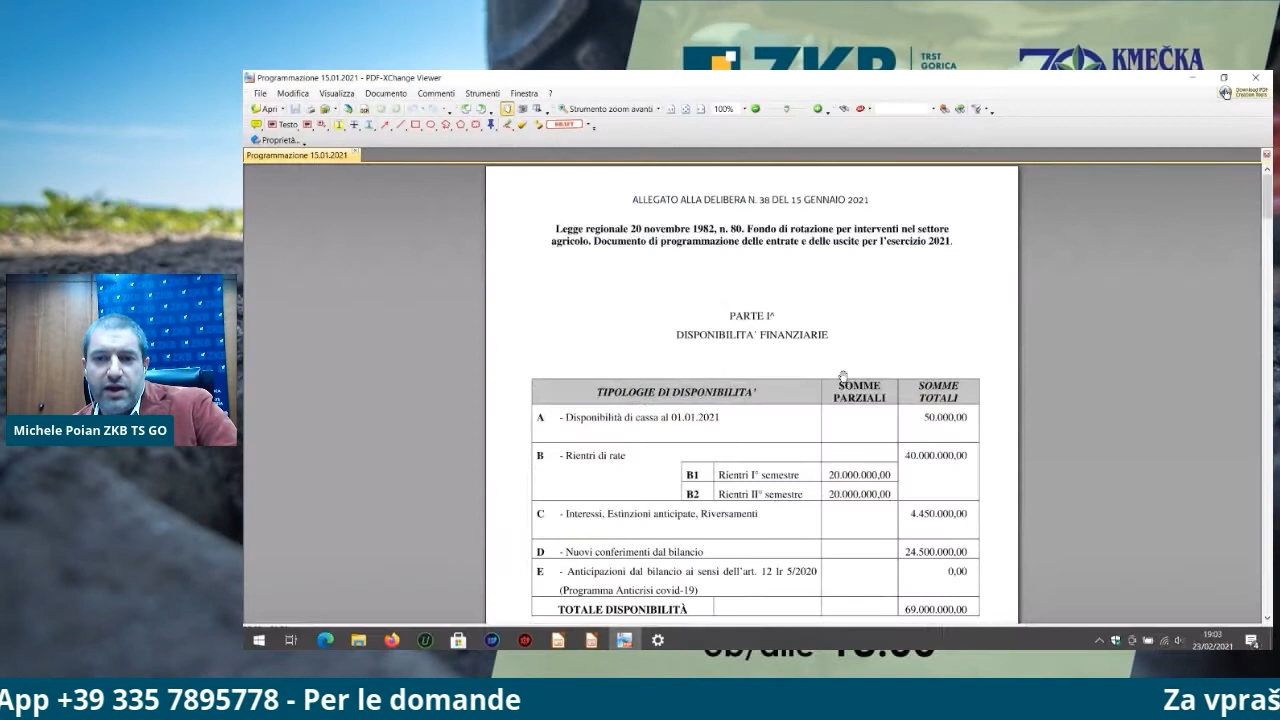 ZKB
TRST
GORICA
KMEČKA
Programmazione 15.01.2021 - PDF-XChange Viewer
File Modifica Visualizza Documento Commenti Strumenti Finestra ?
Apri Strumento zoom avanti 100%
Download PDF
Creation Tools
Testo DRAFT
Proprietà...
Programmazione 15.01.2021
ALLEGATO ALLA DELIBERA N. 38 DEL 15 GENNAIO 2021
Legge regionale 20 novembre 1982, n. 80. Fondo di rotazione per interventi nel settore
agricolo. Documento di programmazione delle entrate e delle uscite per l'esercizio 2021.
PARTE I^
DISPONIBILITA' FINANZIARIE
TIPOLOGIE DI DISPONIBILITA' SOMME PARZIALI SOMME TOTALI
A - Disponibilità di cassa al 01.01.2021 50.000,00
B - Rientri di rate 40.000.000,00
B1 Rientri I° semestre 20.000.000,00
B2 Rientri II° semestre 20.000.000,00
C - Interessi, Estinzioni anticipate, Riversamenti 4.450.000,00
D - Nuovi conferimenti dal bilancio 24.500.000,00
E - Anticipazioni dal bilancio ai sensi dell'art. 12 lr 5/2020 0,00
(Programma Anticrisi covid-19)
TOTALE DISPONIBILITÀ 69.000.000,00
Michele Poian ZKB TS GO
19:03
23/02/2021
ob/alle
App +39 335 7895778 - Per le domande Za vpraš